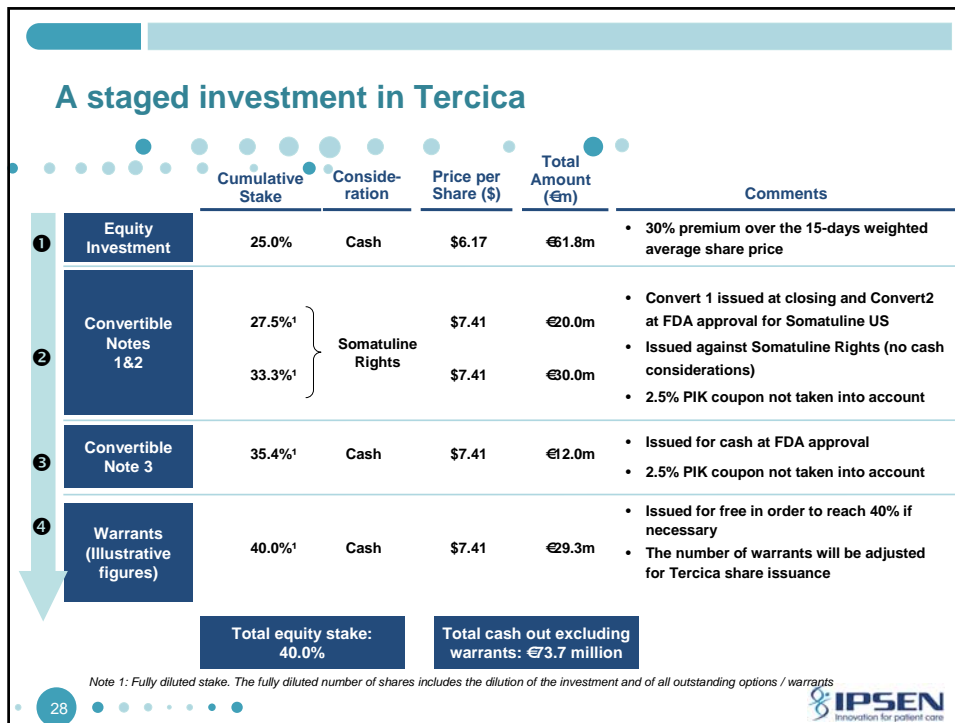 A staged investment in Tercica
Cumulative
Stake
Conside-
ration
Price per
Share ($)
Total
Amount
(€m)
Comments
❶
Equity
Investment
25.0%
Cash
$6.17
€61.8m
• 30% premium over the 15-days weighted
average share price
❷
Convertible
Notes
1&2
27.5%¹
33.3%¹
Somatuline
Rights
$7.41
$7.41
€20.0m
€30.0m
• Convert 1 issued at closing and Convert2
at FDA approval for Somatuline US
• Issued against Somatuline Rights (no cash
considerations)
• 2.5% PIK coupon not taken into account
❸
Convertible
Note 3
35.4%¹
Cash
$7.41
€12.0m
• Issued for cash at FDA approval
• 2.5% PIK coupon not taken into account
❹
Warrants
(Illustrative
figures)
40.0%¹
Cash
$7.41
€29.3m
• Issued for free in order to reach 40% if
necessary
• The number of warrants will be adjusted
for Tercica share issuance
Total equity stake:
40.0%
Total cash out excluding
warrants: €73.7 million
Note 1: Fully diluted stake. The fully diluted number of shares includes the dilution of the investment and of all outstanding options / warrants
28
IPSEN
Innovation for patient care